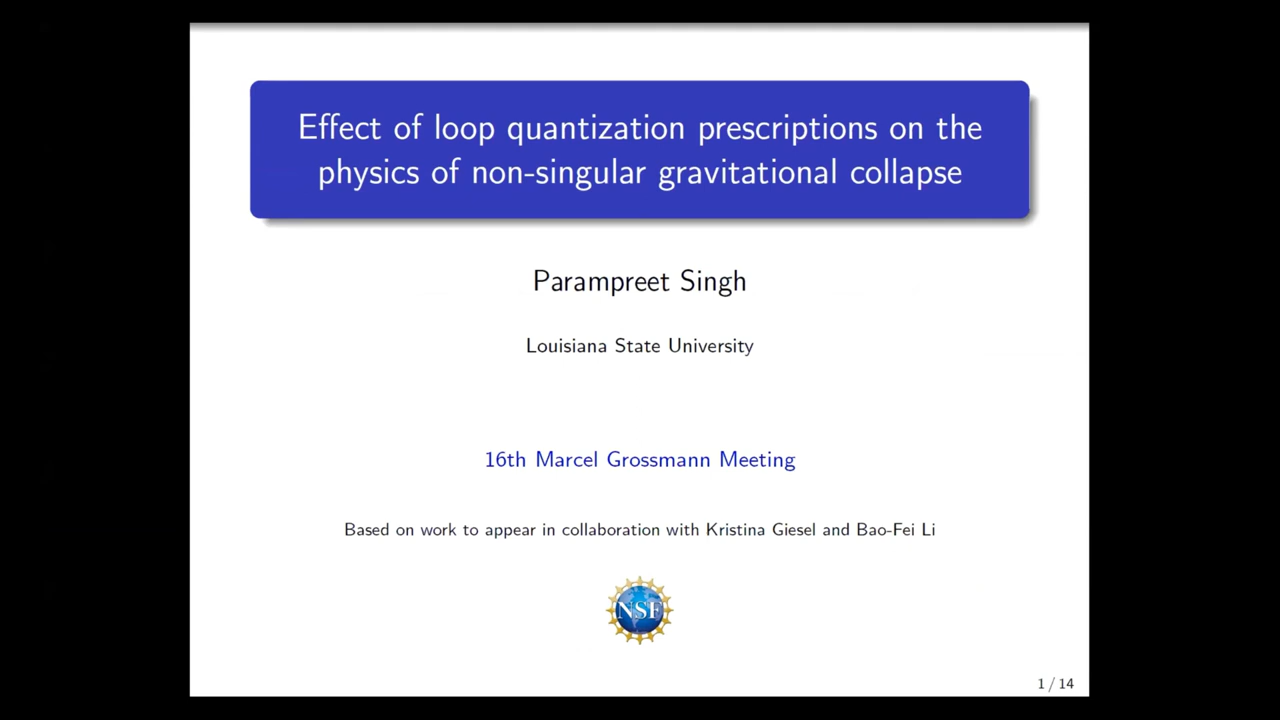 Effect of loop quantization prescriptions on the
physics of non-singular gravitational collapse
Parampreet Singh
Louisiana State University
16th Marcel Grossmann Meeting
Based on work to appear in collaboration with Kristina Giesel and Bao-Fei Li
NSF
1 / 14